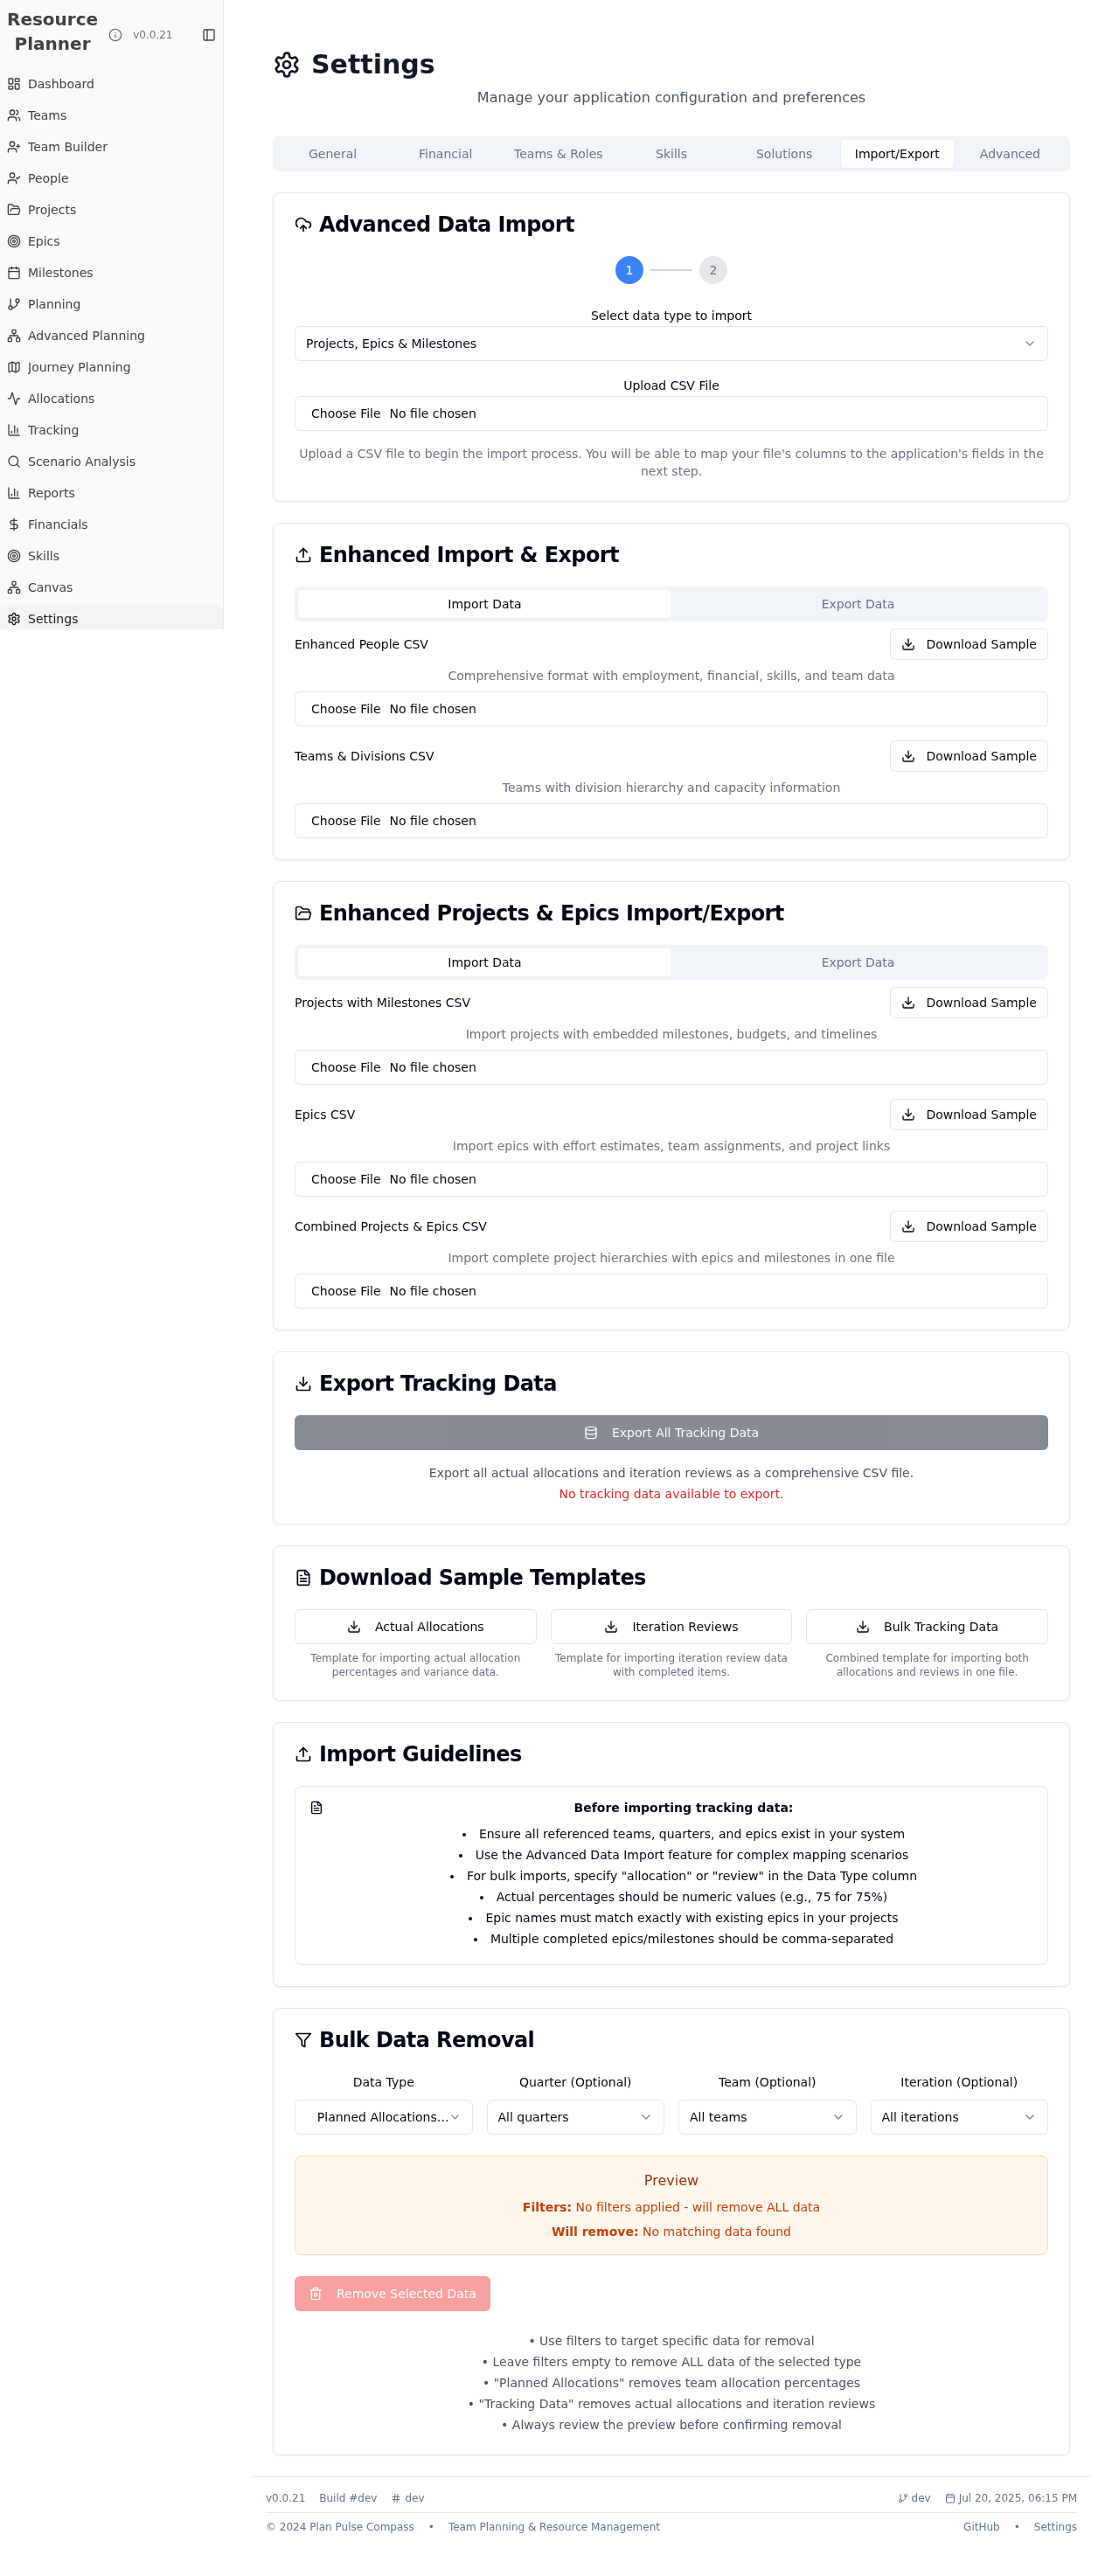 Resource
Planner
v0.0.21
Dashboard
Teams
Team Builder
People
Projects
Epics
Milestones
Planning
Advanced Planning
Journey Planning
Allocations
Tracking
Scenario Analysis
Reports
Financials
Skills
Canvas
Settings
Settings
Manage your application configuration and preferences
General Financial Teams & Roles Skills Solutions Import/Export Advanced
Advanced Data Import
1 2
Select data type to import
Projects, Epics & Milestones
Upload CSV File
Choose File No file chosen
Upload a CSV file to begin the import process. You will be able to map your file's columns to the application's fields in the
next step.
Enhanced Import & Export
Import Data Export Data
Enhanced People CSV Download Sample
Comprehensive format with employment, financial, skills, and team data
Choose File No file chosen
Teams & Divisions CSV Download Sample
Teams with division hierarchy and capacity information
Choose File No file chosen
Enhanced Projects & Epics Import/Export
Import Data Export Data
Projects with Milestones CSV Download Sample
Import projects with embedded milestones, budgets, and timelines
Choose File No file chosen
Epics CSV Download Sample
Import epics with effort estimates, team assignments, and project links
Choose File No file chosen
Combined Projects & Epics CSV Download Sample
Import complete project hierarchies with epics and milestones in one file
Choose File No file chosen
Export Tracking Data
Export All Tracking Data
Export all actual allocations and iteration reviews as a comprehensive CSV file.
No tracking data available to export.
Download Sample Templates
Actual Allocations Iteration Reviews Bulk Tracking Data
Template for importing actual allocation
percentages and variance data.
Template for importing iteration review data
with completed items.
Combined template for importing both
allocations and reviews in one file.
Import Guidelines
Before importing tracking data:
• Ensure all referenced teams, quarters, and epics exist in your system
• Use the Advanced Data Import feature for complex mapping scenarios
• For bulk imports, specify "allocation" or "review" in the Data Type column
• Actual percentages should be numeric values (e.g., 75 for 75%)
• Epic names must match exactly with existing epics in your projects
• Multiple completed epics/milestones should be comma-separated
Bulk Data Removal
Data Type Quarter (Optional) Team (Optional) Iteration (Optional)
Planned Allocations... All quarters All teams All iterations
Preview
Filters: No filters applied - will remove ALL data
Will remove: No matching data found
Remove Selected Data
• Use filters to target specific data for removal
• Leave filters empty to remove ALL data of the selected type
• "Planned Allocations" removes team allocation percentages
• "Tracking Data" removes actual allocations and iteration reviews
• Always review the preview before confirming removal
v0.0.21 Build #dev # dev dev Jul 20, 2025, 06:15 PM
© 2024 Plan Pulse Compass • Team Planning & Resource Management GitHub • Settings